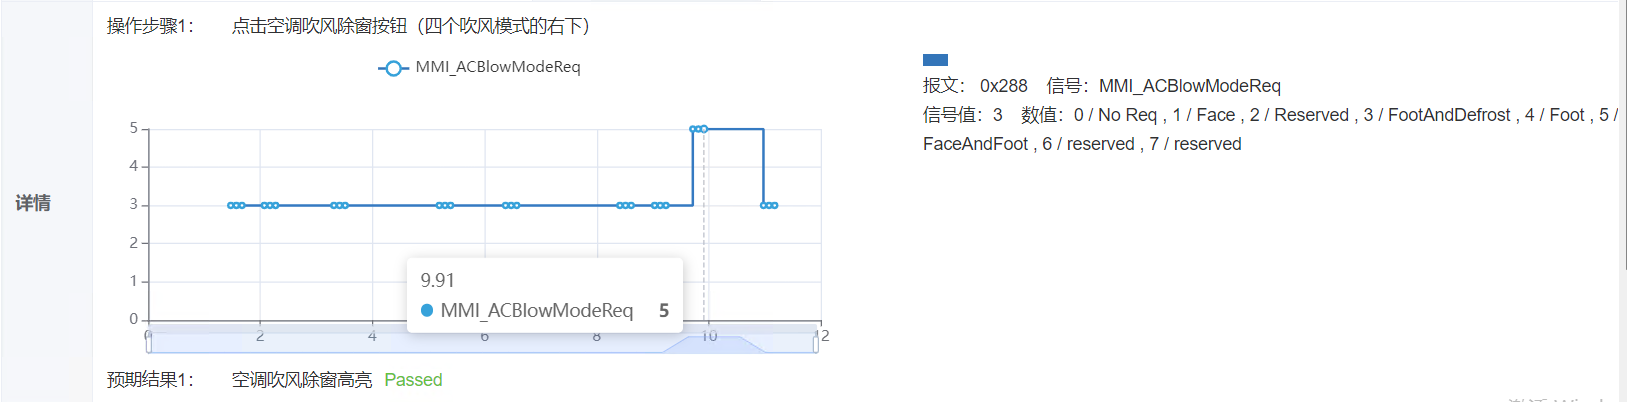 操作步骤1： 点击空调吹风除窗按钮（四个吹风模式的右下）
MMI_ACBlowModeReq
报文： 0x288 信号：MMI_ACBlowModeReq
信号值：3 数值：0 / No Req , 1 / Face , 2 / Reserved , 3 / FootAndDefrost , 4 / Foot , 5 /
FaceAndFoot , 6 / reserved , 7 / reserved
5
4
3
2
1
0
详情
9.91
MMI_ACBlowModeReq 5
0 2 4 6 8 10 12
预期结果1： 空调吹风除窗高亮 Passed